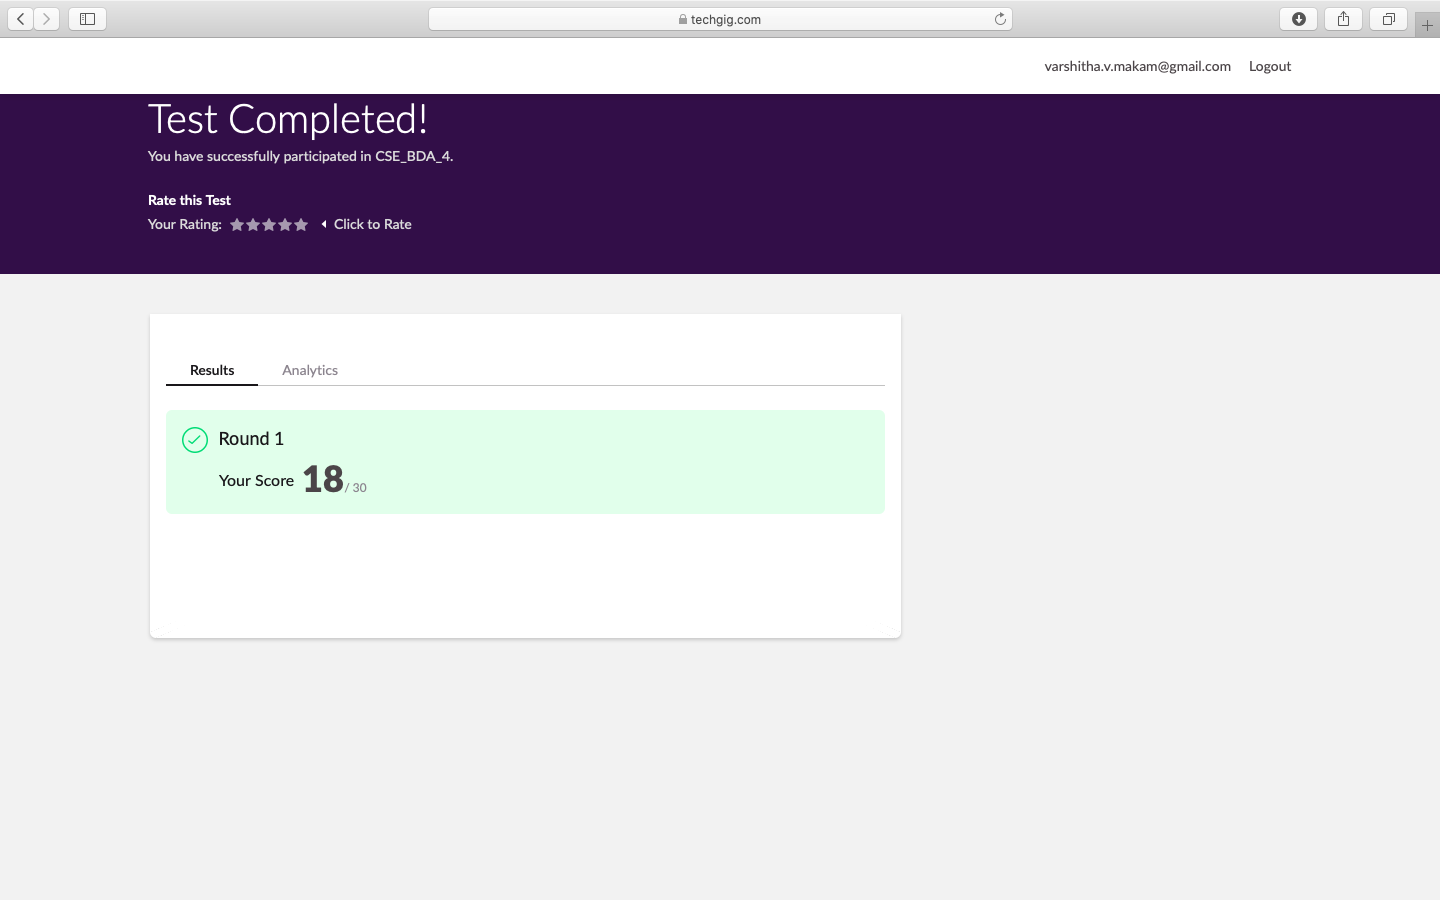 techgig.com
varshitha.v.makam@gmail.com Logout
Test Completed!
You have successfully participated in CSE_BDA_4.
Rate this Test
Your Rating: Click to Rate
Results Analytics
Round 1
Your Score 18 / 30